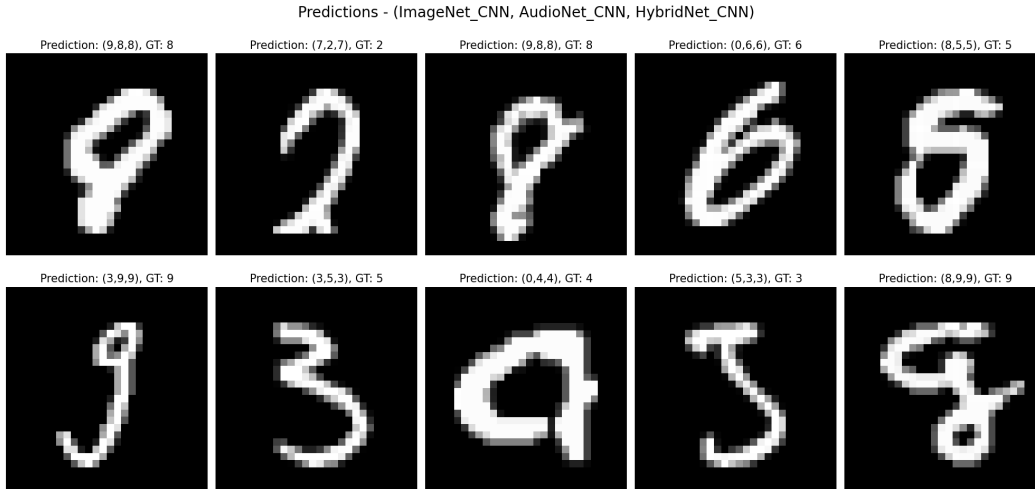 Predictions - (ImageNet_CNN, AudioNet_CNN, HybridNet_CNN)
Prediction: (9,8,8), GT: 8
Prediction: (7,2,7), GT: 2
Prediction: (9,8,8), GT: 8
Prediction: (0,6,6), GT: 6
Prediction: (8,5,5), GT: 5
Prediction: (3,9,9), GT: 9
Prediction: (3,5,3), GT: 5
Prediction: (0,4,4), GT: 4
Prediction: (5,3,3), GT: 3
Prediction: (8,9,9), GT: 9